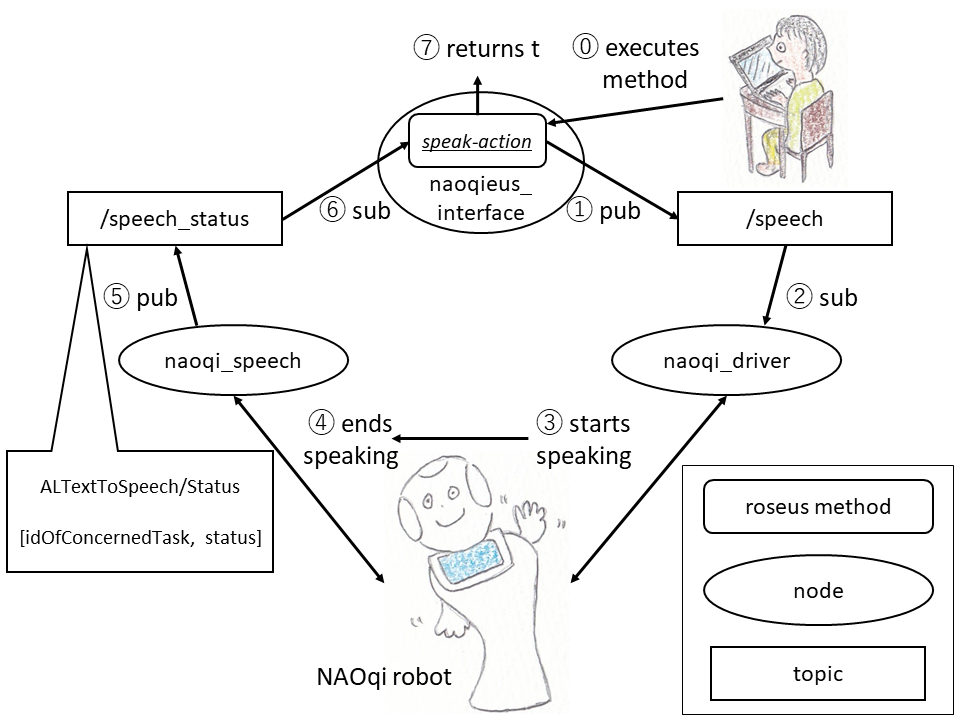 ⑦ returns t
⓪ executes
method
speak-action
naoqieus_
interface
/speech_status
⑥ sub
① pub
/speech
⑤ pub
② sub
naoqi_speech
naoqi_driver
④ ends
speaking
③ starts
speaking
ALTextToSpeech/Status
[idOfConcernedTask, status]
NAOqi robot
roseus method
node
topic